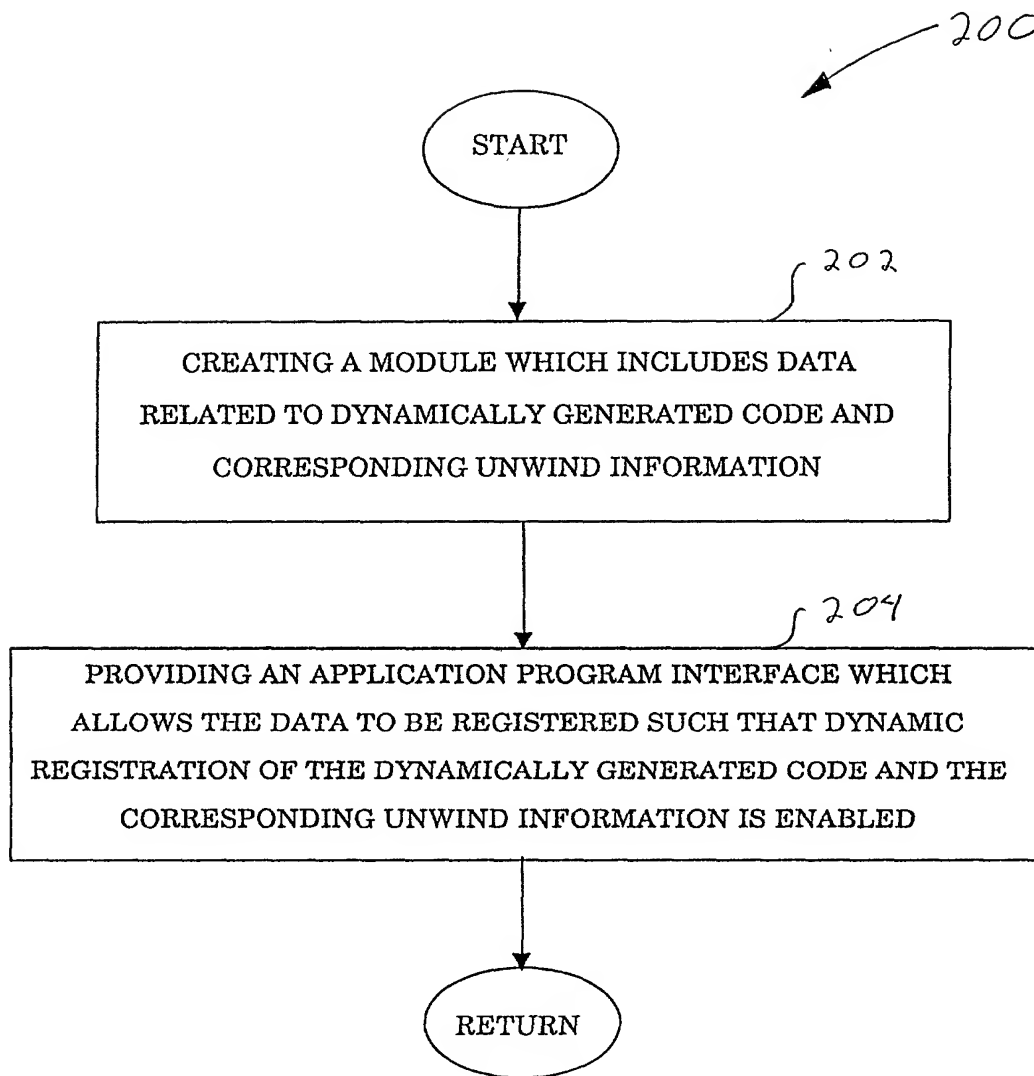 200
START
202
CREATING A MODULE WHICH INCLUDES DATA
RELATED TO DYNAMICALLY GENERATED CODE AND
CORRESPONDING UNWIND INFORMATION
204
PROVIDING AN APPLICATION PROGRAM INTERFACE WHICH
ALLOWS THE DATA TO BE REGISTERED SUCH THAT DYNAMIC
REGISTRATION OF THE DYNAMICALLY GENERATED CODE AND THE
CORRESPONDING UNWIND INFORMATION IS ENABLED
RETURN